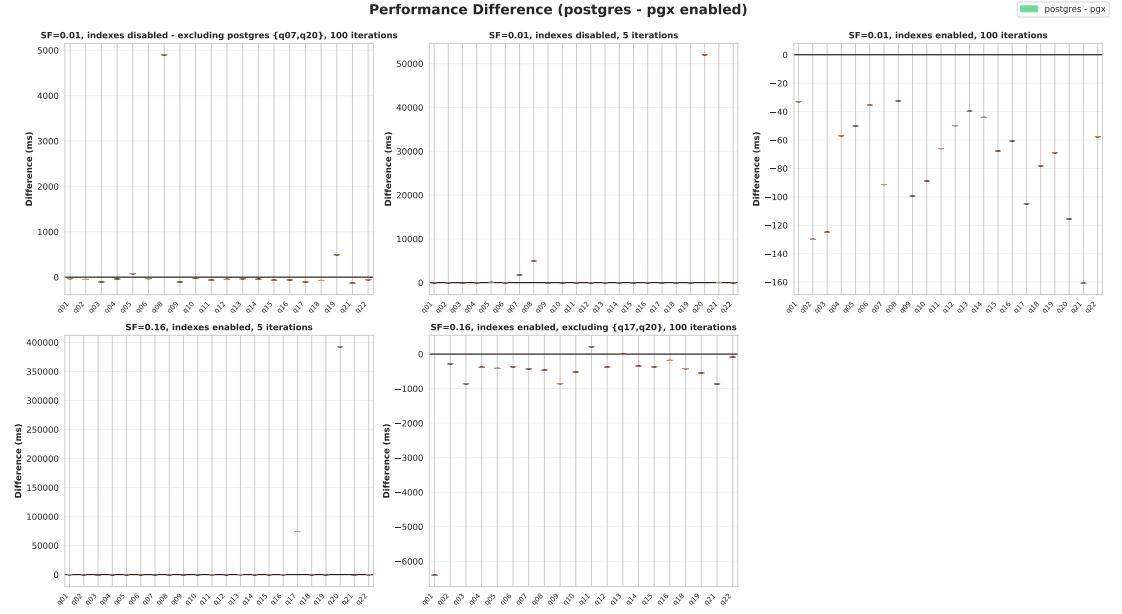 Performance Difference (postgres - pgx enabled)
postgres - pgx
SF=0.01, indexes disabled - excluding postgres {q07,q20}, 100 iterations
Difference (ms)
5000
4000
3000
2000
1000
0
q01 q02 q03 q04 q05 q06 q08 q09 q10 q11 q12 q13 q14 q15 q16 q17 q18 q19 q21 q22
SF=0.01, indexes disabled, 5 iterations
Difference (ms)
50000
40000
30000
20000
10000
0
q01 q02 q03 q04 q05 q06 q07 q08 q09 q10 q11 q12 q13 q14 q15 q16 q17 q18 q19 q20 q21 q22
SF=0.01, indexes enabled, 100 iterations
Difference (ms)
0
−20
−40
−60
−80
−100
−120
−140
−160
q01 q02 q03 q04 q05 q06 q07 q08 q09 q10 q11 q12 q13 q14 q15 q16 q17 q18 q19 q20 q21 q22
SF=0.16, indexes enabled, 5 iterations
Difference (ms)
400000
350000
300000
250000
200000
150000
100000
50000
0
q01 q02 q03 q04 q05 q06 q07 q08 q09 q10 q11 q12 q13 q14 q15 q16 q17 q18 q19 q20 q21 q22
SF=0.16, indexes enabled, excluding {q17,q20}, 100 iterations
Difference (ms)
0
−1000
−2000
−3000
−4000
−5000
−6000
q01 q02 q03 q04 q05 q06 q07 q08 q09 q10 q11 q12 q13 q14 q15 q16 q18 q19 q21 q22